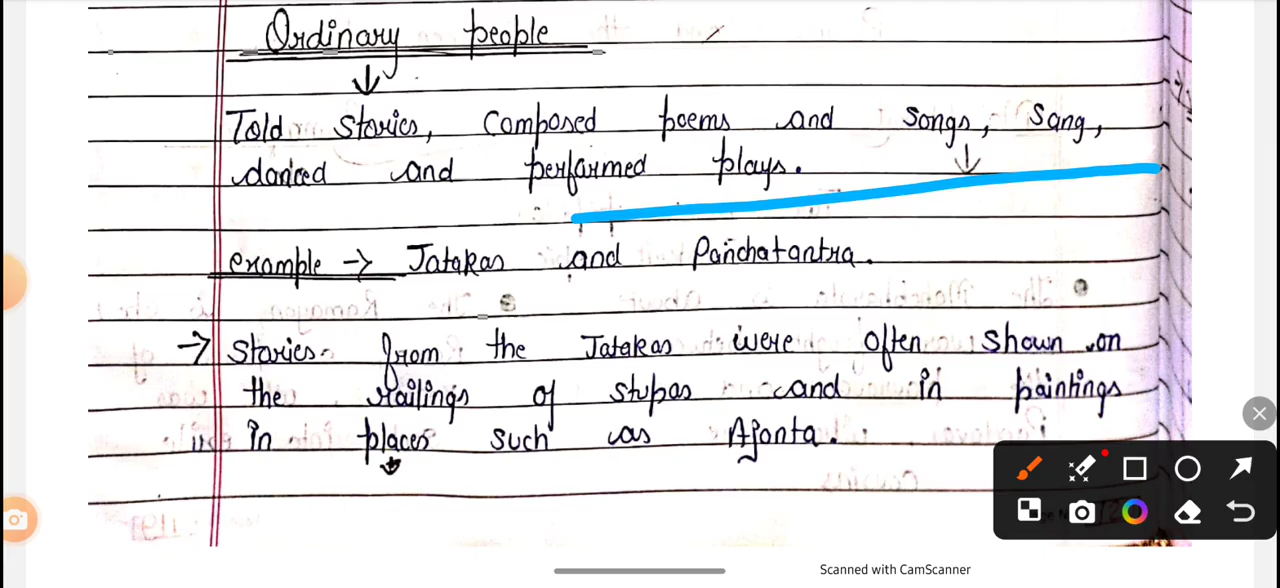 Ordinary people
↓
Told stories, composed poems and songs, sang,
danced and performed plays.
example → Jatakas and Panchatantra.
→ Stories from the Jatakas were often shown on
the railings of stupas and in paintings
in places such as Ajanta.
Scanned with CamScanner